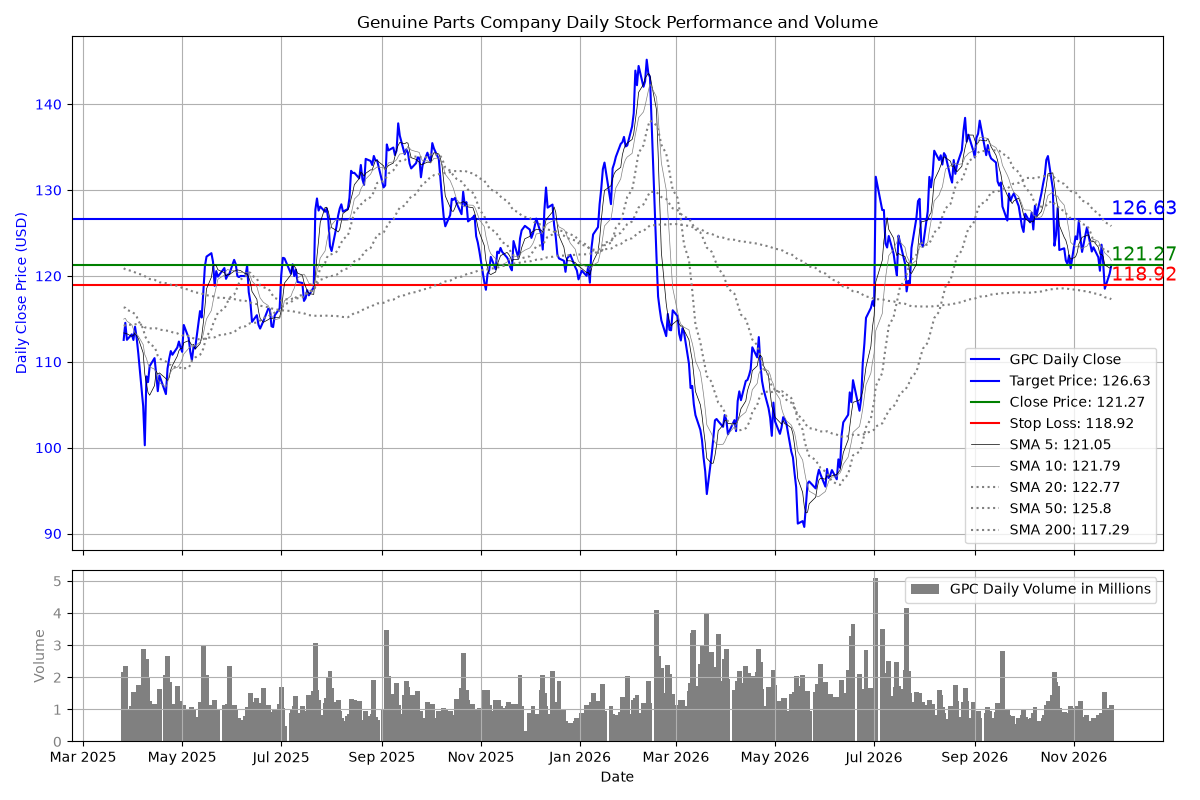 Genuine Parts Company Daily Stock Performance and Volume
Daily Close Price (USD)
140
130
120
110
100
90
126.63
121.27
118.92
GPC Daily Close
Target Price: 126.63
Close Price: 121.27
Stop Loss: 118.92
SMA 5: 121.05
SMA 10: 121.79
SMA 20: 122.77
SMA 50: 125.8
SMA 200: 117.29
Volume
5
4
3
2
1
0
GPC Daily Volume in Millions
Mar 2025 May 2025 Jul 2025 Sep 2025 Nov 2025 Jan 2026 Mar 2026 May 2026 Jul 2026 Sep 2026 Nov 2026
Date